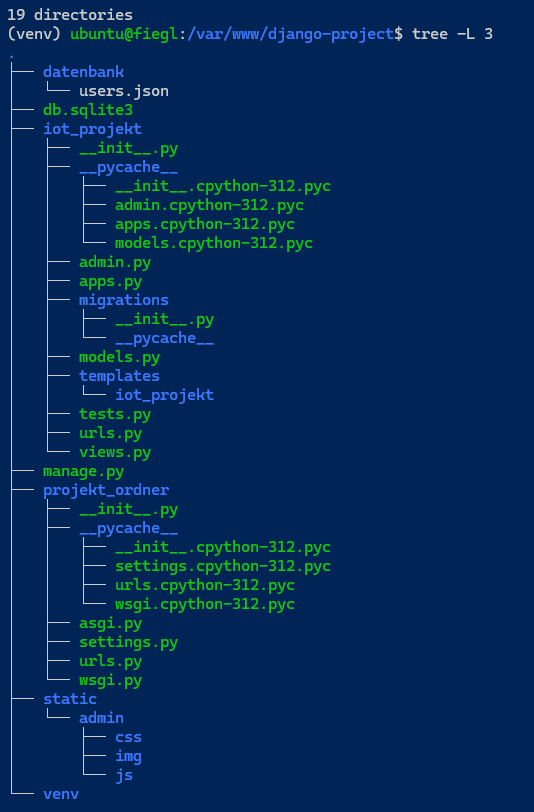 19 directories
(venv) ubuntu@fiegl:/var/www/django-project$ tree -L 3
.
├── datenbank
│   └── users.json
├── db.sqlite3
├── iot_projekt
│   ├── __init__.py
│   ├── __pycache__
│   │   ├── __init__.cpython-312.pyc
│   │   ├── admin.cpython-312.pyc
│   │   ├── apps.cpython-312.pyc
│   │   └── models.cpython-312.pyc
│   ├── admin.py
│   ├── apps.py
│   ├── migrations
│   │   ├── __init__.py
│   │   └── __pycache__
│   ├── models.py
│   ├── templates
│   │   └── iot_projekt
│   ├── tests.py
│   ├── urls.py
│   └── views.py
├── manage.py
├── projekt_ordner
│   ├── __init__.py
│   ├── __pycache__
│   │   ├── __init__.cpython-312.pyc
│   │   ├── settings.cpython-312.pyc
│   │   ├── urls.cpython-312.pyc
│   │   └── wsgi.cpython-312.pyc
│   ├── asgi.py
│   ├── settings.py
│   ├── urls.py
│   └── wsgi.py
├── static
│   └── admin
│       ├── css
│       ├── img
│       └── js
└── venv